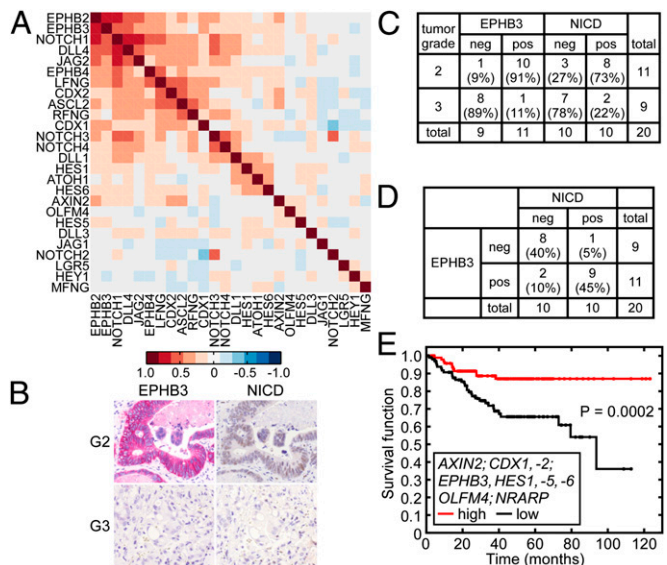 A
EPHB2
EPHB3
NOTCH1
DLL4
JAG2
EPHB4
LFNG
CDX2
ASCL2
RFNG
CDX1
NOTCH3
NOTCH4
DLL1
HES1
ATOH1
HES6
AXIN2
OLFM4
HES5
DLL3
JAG1
NOTCH2
LGR5
HEY1
MFNG
EPHB2
EPHB3
NOTCH1
DLL4
JAG2
EPHB4
LFNG
CDX2
ASCL2
RFNG
CDX1
NOTCH3
NOTCH4
DLL1
HES1
ATOH1
HES6
AXIN2
OLFM4
HES5
DLL3
JAG1
NOTCH2
LGR5
HEY1
MFNG
1.0 0.5 0 -0.5 -1.0
B
EPHB3 NICD
G2
G3
C
tumor grade EPHB3 NICD total
neg pos neg pos
2 1 10 3 8 11
(9%) (91%) (27%) (73%)
3 8 1 7 2 9
(89%) (11%) (78%) (22%)
total 9 11 10 10 20
D
NICD
neg pos total
EPHB3 neg 8 1 9
(40%) (5%)
pos 2 9 11
(10%) (45%)
total 10 10 20
E
Survival function
1.0
0.9
0.8
0.7
0.6
0.5
0.4
0.3
0.2
0.1
0
P = 0.0002
AXIN2; CDX1, -2;
EPHB3, HES1, -5, -6
OLFM4; NRARP
high low
0 20 40 60 80 100 120
Time (months)